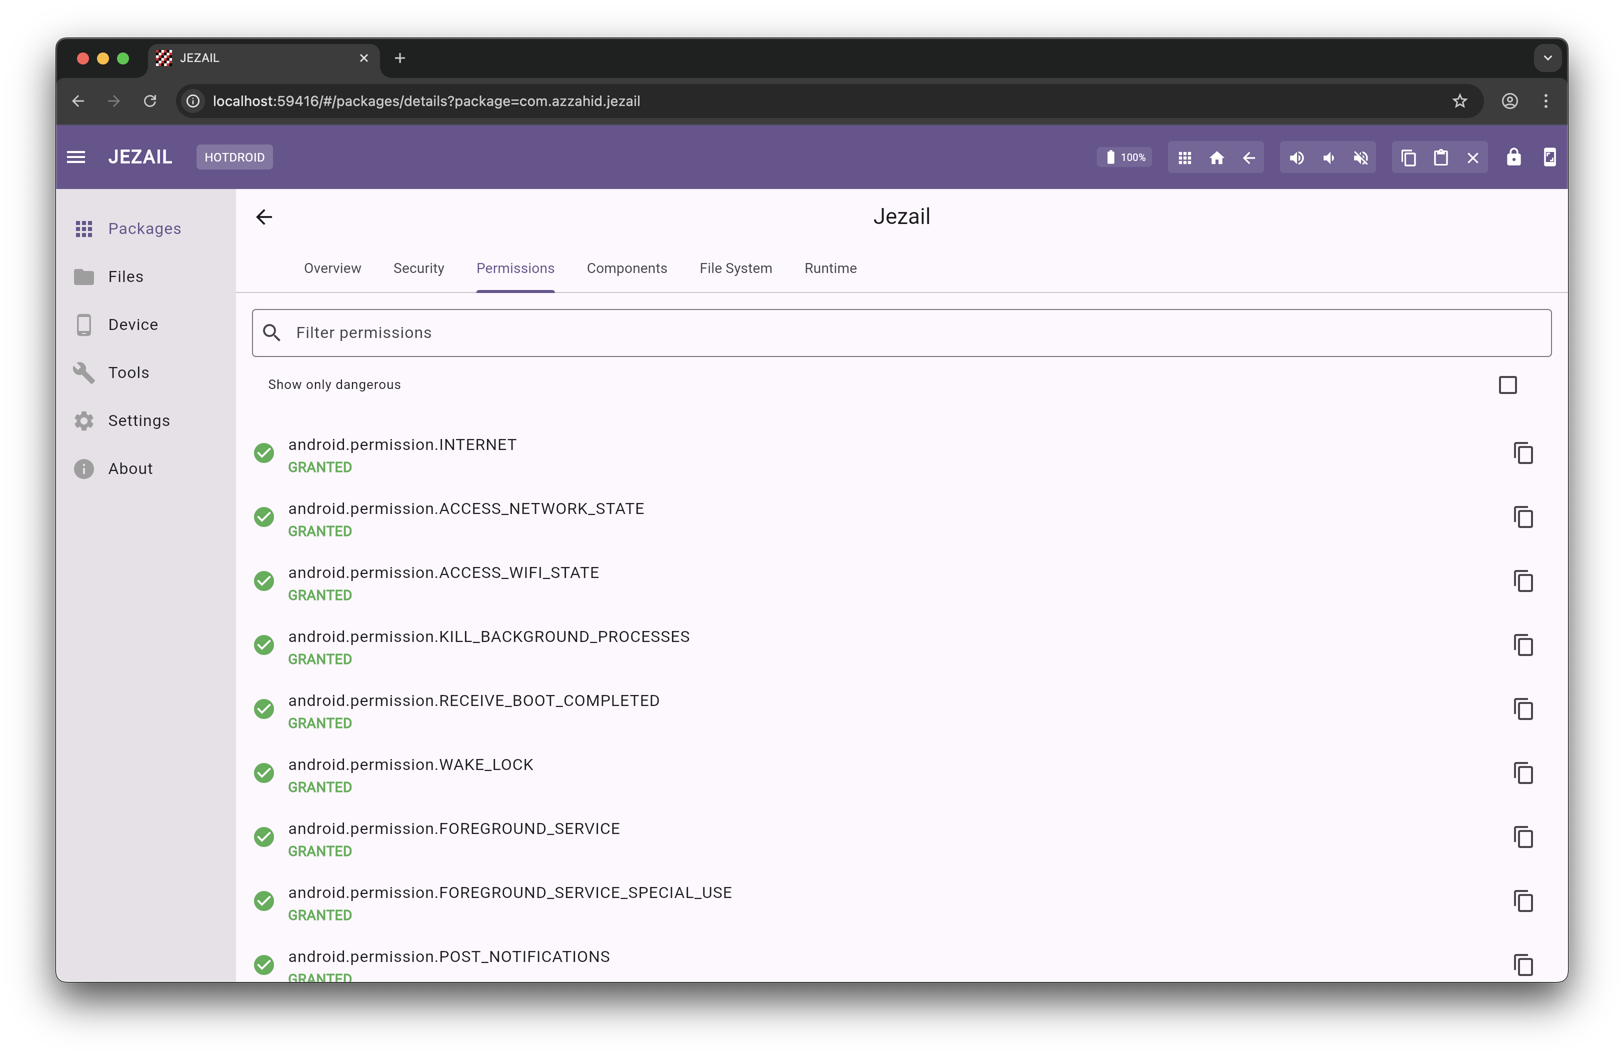 JEZAIL
localhost:59416/#/packages/details?package=com.azzahid.jezail
JEZAIL HOTDROID 100%
Packages
Files
Device
Tools
Settings
About
Jezail
Overview Security Permissions Components File System Runtime
Filter permissions
Show only dangerous
android.permission.INTERNET
GRANTED
android.permission.ACCESS_NETWORK_STATE
GRANTED
android.permission.ACCESS_WIFI_STATE
GRANTED
android.permission.KILL_BACKGROUND_PROCESSES
GRANTED
android.permission.RECEIVE_BOOT_COMPLETED
GRANTED
android.permission.WAKE_LOCK
GRANTED
android.permission.FOREGROUND_SERVICE
GRANTED
android.permission.FOREGROUND_SERVICE_SPECIAL_USE
GRANTED
android.permission.POST_NOTIFICATIONS
GRANTED